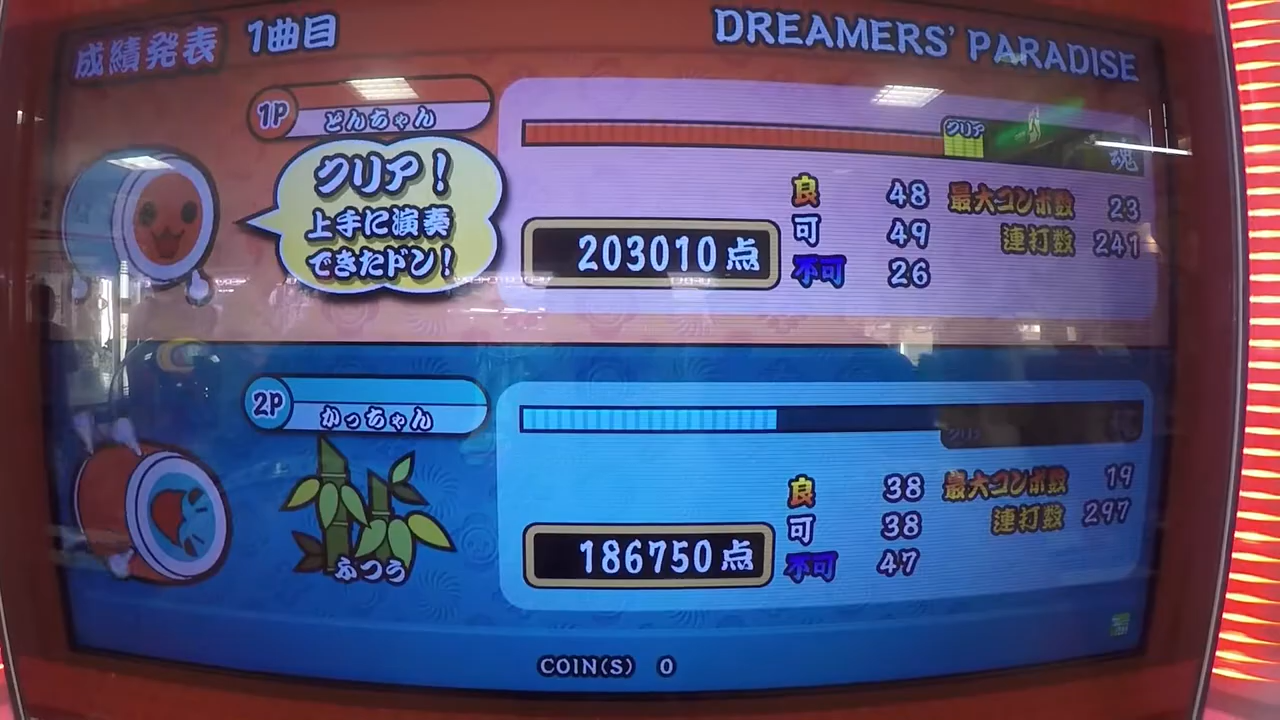 成績発表 1曲目
DREAMERS' PARADISE
1P どんちゃん
クリア!
上手に演奏
できたドン!
クリア
魂
203010点
良 48
可 49
不可 26
最大コンボ数 23
連打数 241
2P かっちゃん
ふつう
クリア
186750点
良 38
可 38
不可 47
最大コンボ数 19
連打数 297
COIN(S) 0